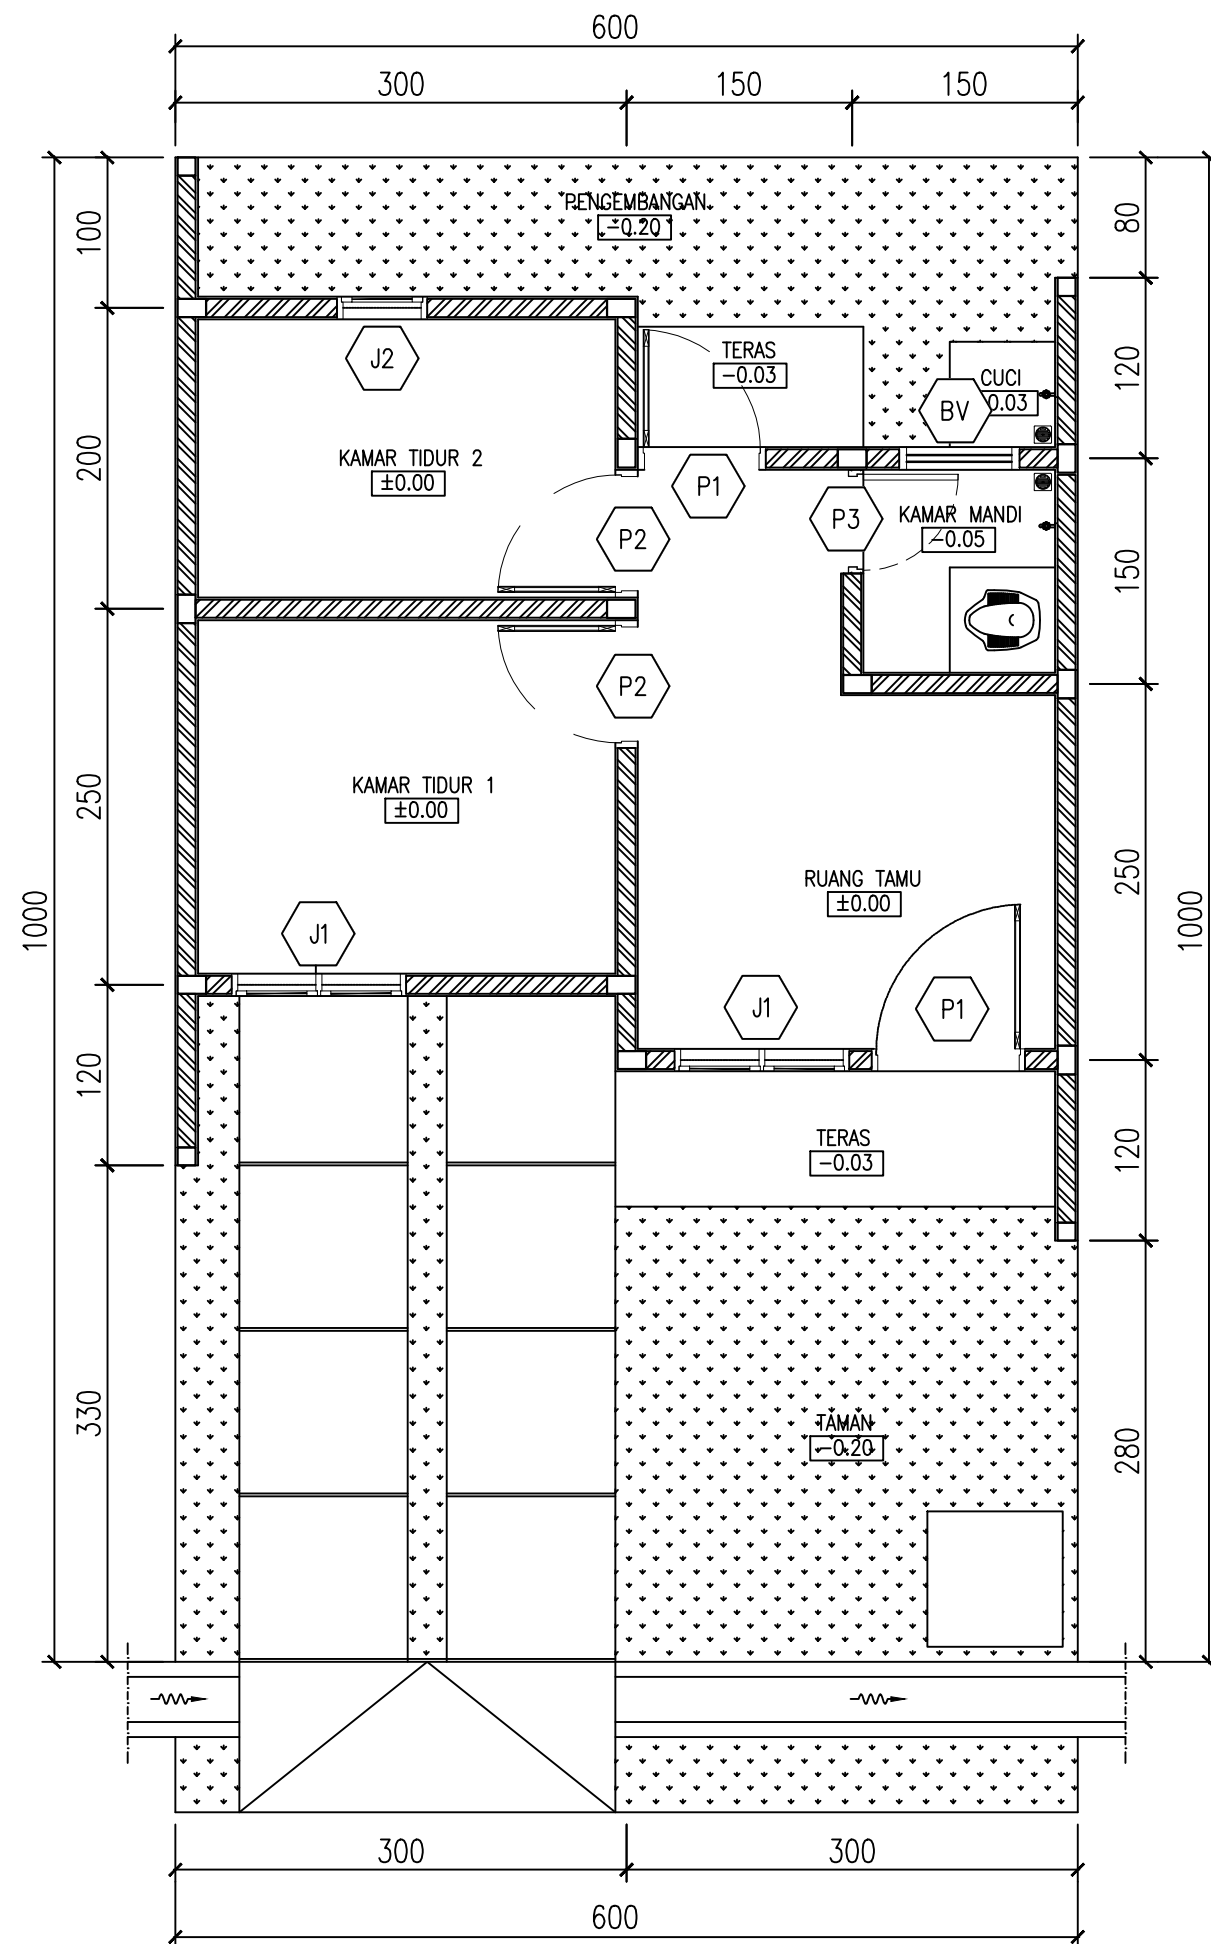 600
300 150 150
PENGEMBANGAN
-0.20
100
80
J2
TERAS
-0.03
CUCI
0.03
BV
120
200
KAMAR TIDUR 2
±0.00
P1
P2
P3
KAMAR MANDI
-0.05
150
P2
250
KAMAR TIDUR 1
±0.00
RUANG TAMU
±0.00
250
1000
1000
J1
J1
P1
120
TERAS
-0.03
120
330
TAMAN
-0.20
280
300 300
600